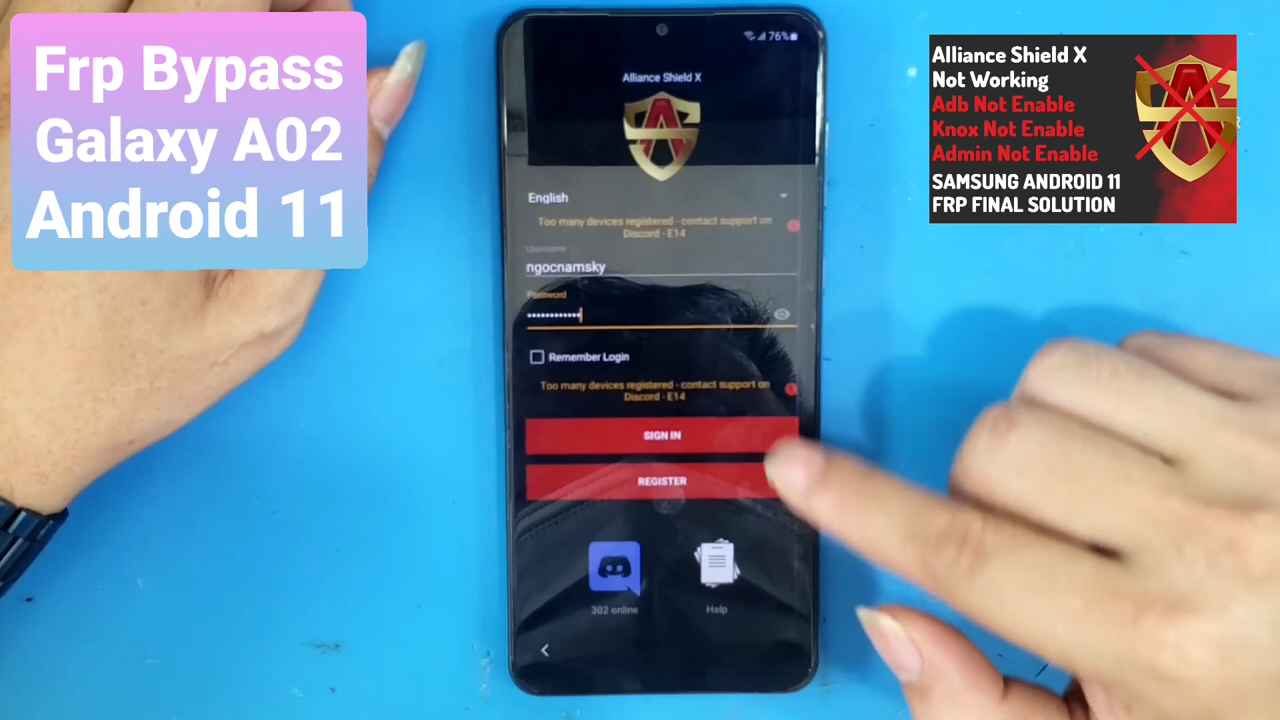 Frp Bypass
Galaxy A02
Android 11
76%
Alliance Shield X
English
Too many devices registered - contact support on
Discord - E14
Username
ngocnamsky
Password
••••••••••••
Remember Login
Too many devices registered - contact support on
Discord - E14
SIGN IN
REGISTER
302 online
Help
Alliance Shield X
Not Working
Adb Not Enable
Knox Not Enable
Admin Not Enable
SAMSUNG ANDROID 11
FRP FINAL SOLUTION